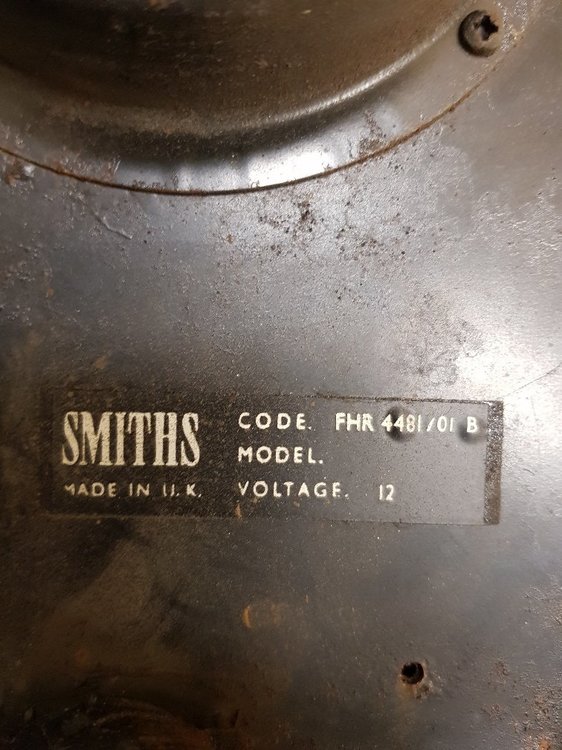 SMITHS
MADE IN U.K.
CODE. FHR 4481/01 B
MODEL.
VOLTAGE. 12